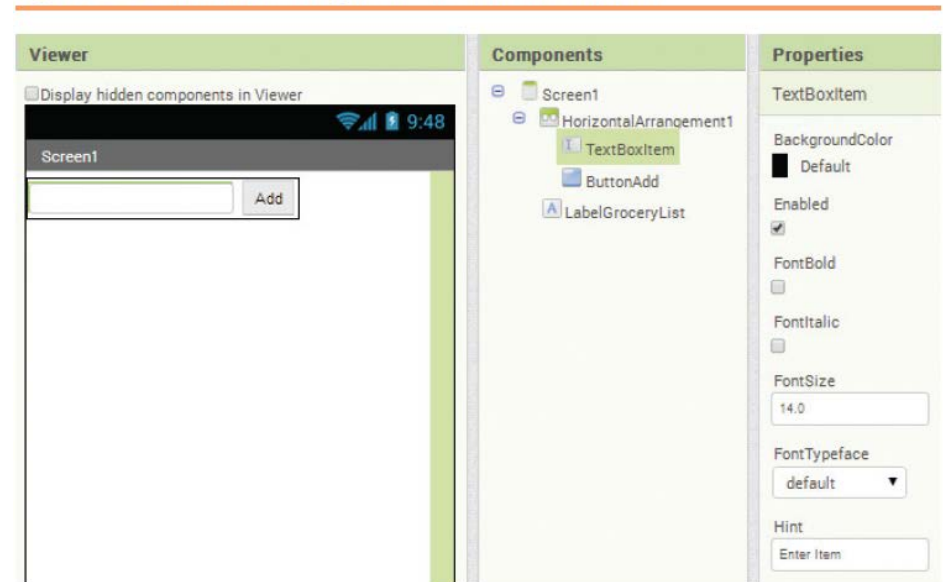 Viewer
Display hidden components in Viewer
9:48
Screen1
Add
Components
Screen1
HorizontalArrangement1
TextBoxItem
ButtonAdd
A LabelGroceryList
Properties
TextBoxItem
BackgroundColor
Default
Enabled
FontBold
FontItalic
FontSize
14.0
FontTypeface
default
Hint
Enter Item